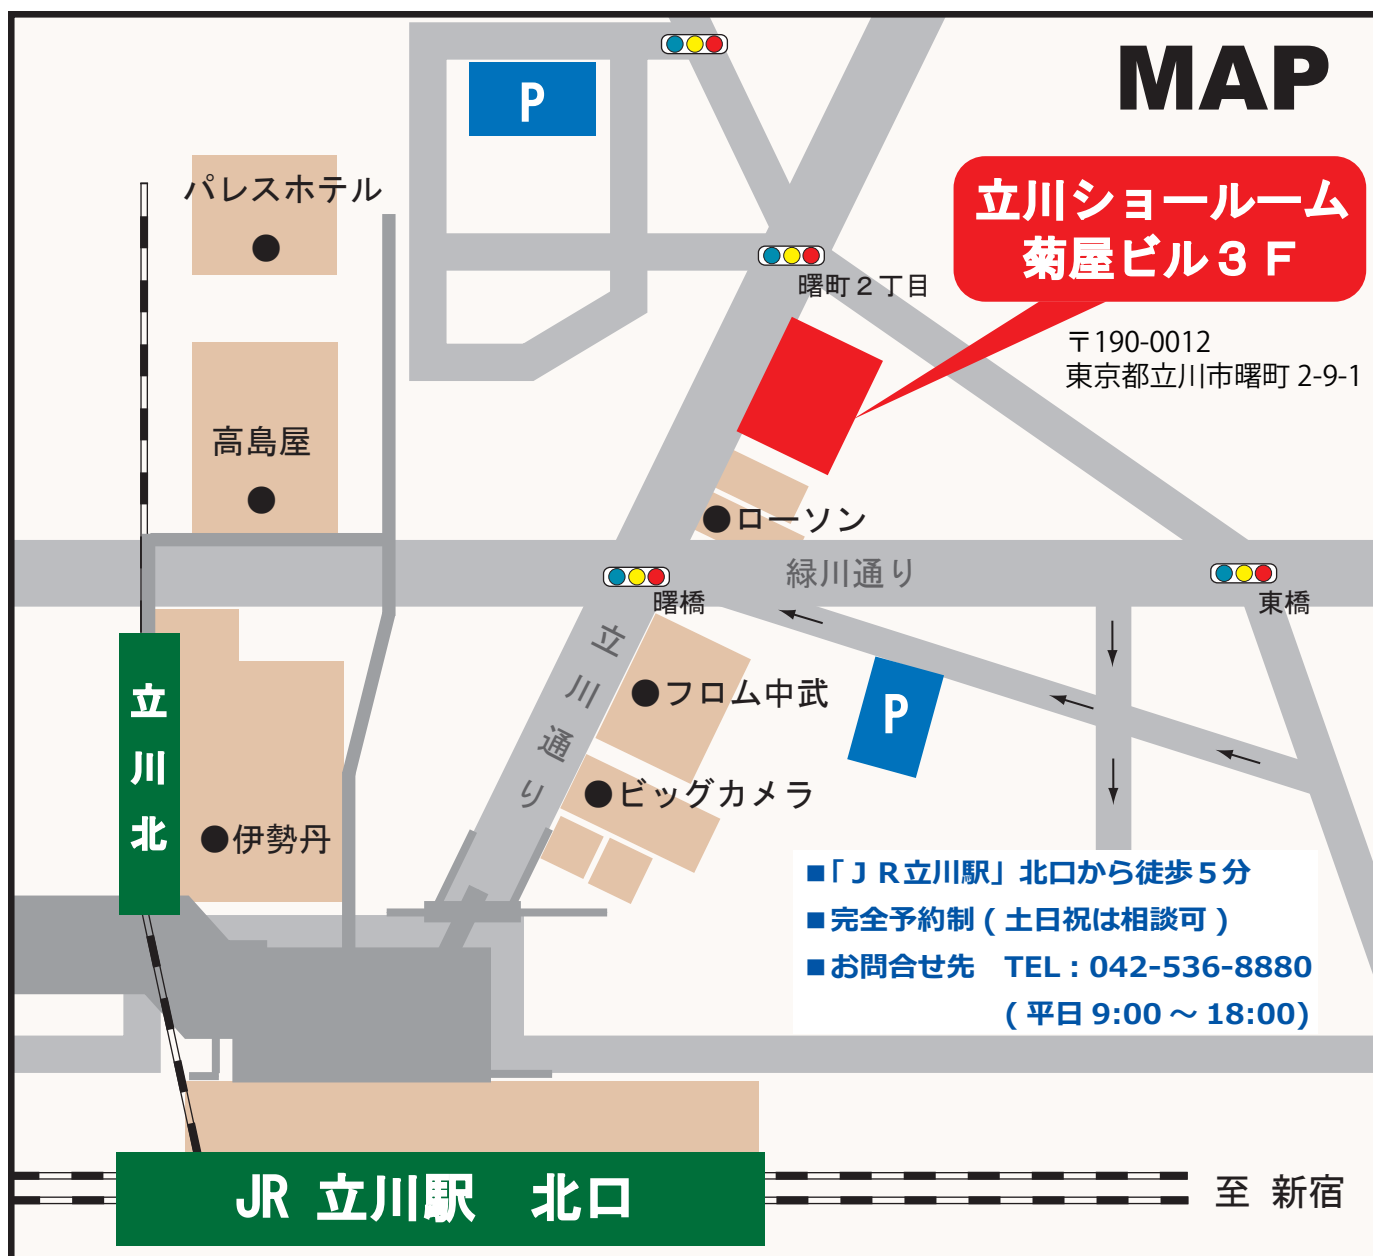 MAP
P
パレスホテル
立川ショールーム
菊屋ビル３Ｆ
曙町２丁目
〒190-0012
東京都立川市曙町 2-9-1
高島屋
ローソン
緑川通り
曙橋
東橋
立川通り
フロム中武
P
立川北
ビッグカメラ
伊勢丹
■「ＪＲ立川駅」北口から徒歩５分
■完全予約制 ( 土日祝は相談可 )
■お問合せ先　TEL : 042-536-8880
( 平日 9:00 ～ 18:00)
JR 立川駅　北口
至 新宿